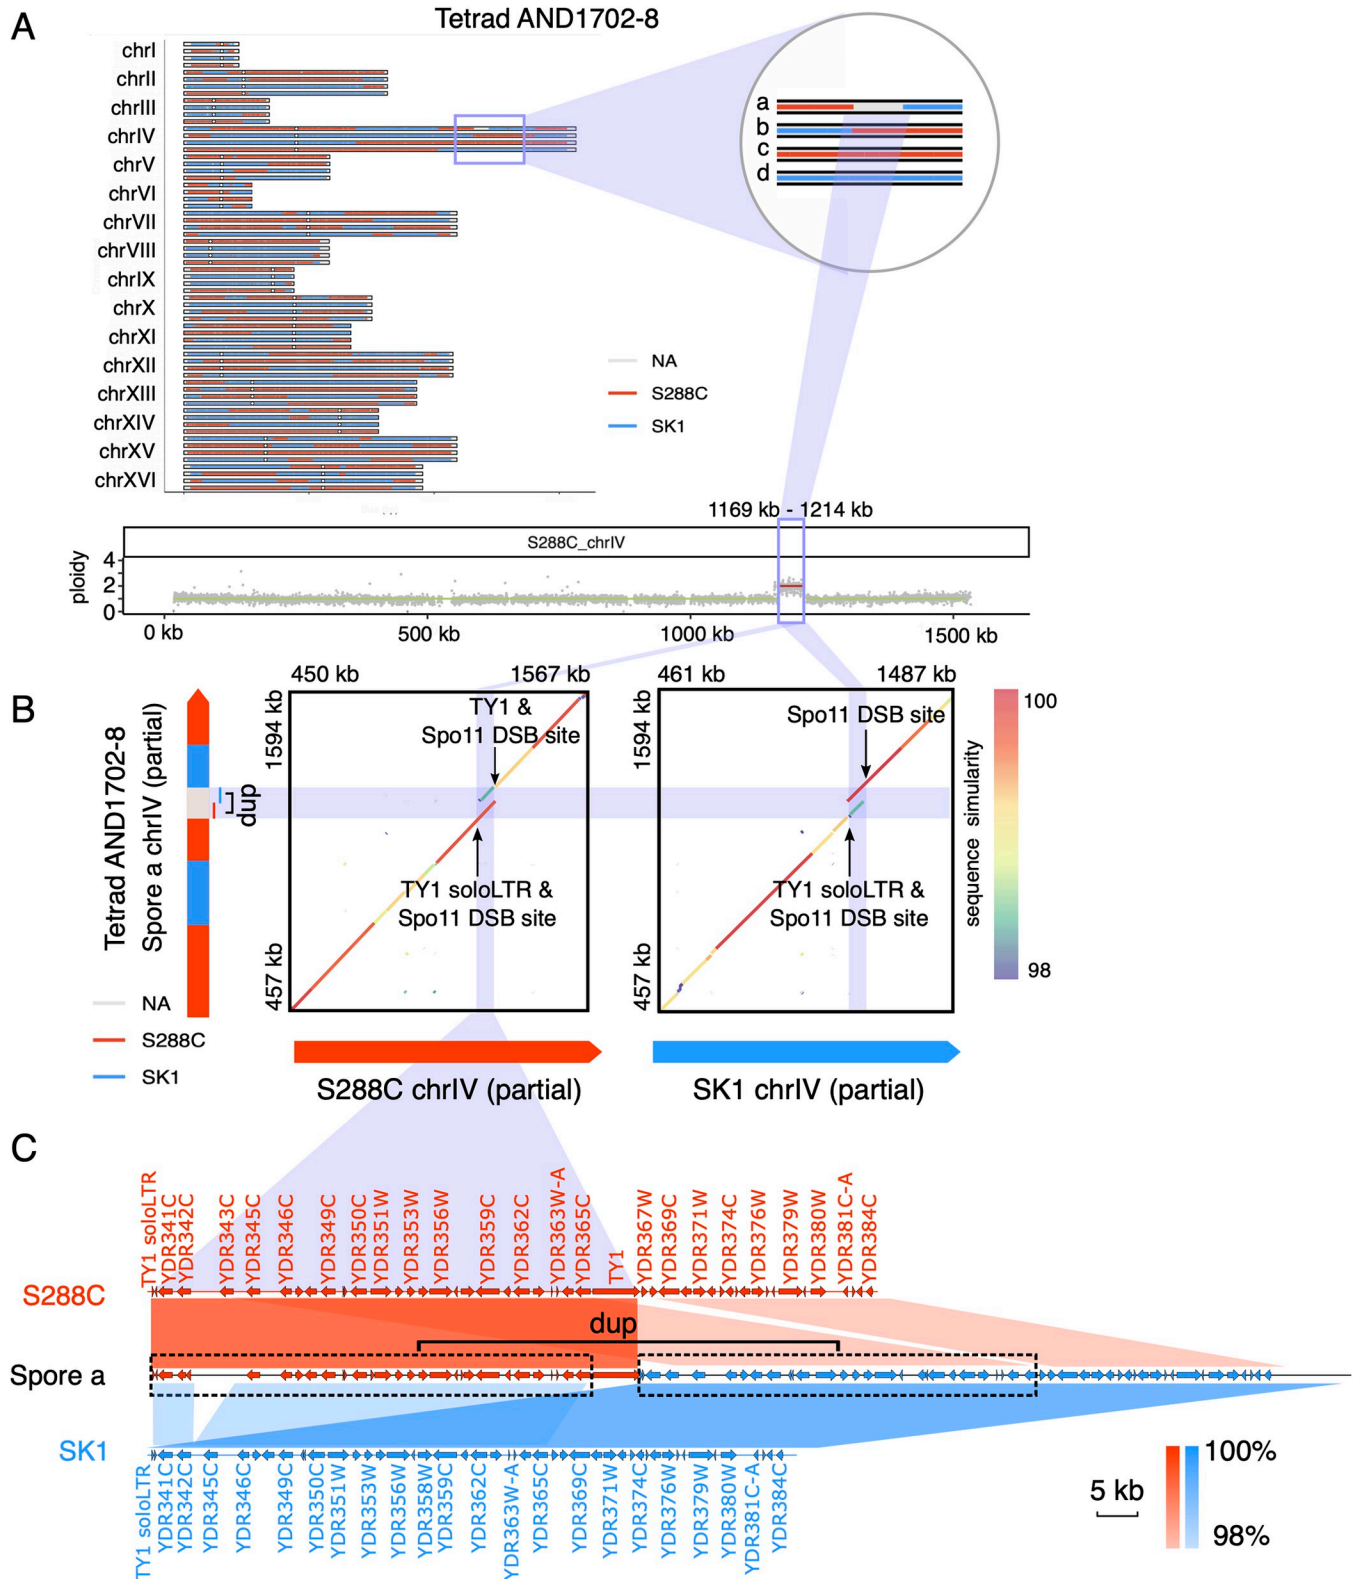 A
Tetrad AND1702-8
chrI
chrII
chrIII
chrIV
chrV
chrVI
chrVII
chrVIII
chrIX
chrX
chrXI
chrXII
chrXIII
chrXIV
chrXV
chrXVI
a
b
c
d
NA
S288C
SK1
1169 kb - 1214 kb
S288C_chrIV
ploidy
4
2
0
0 kb
500 kb
1000 kb
1500 kb
B
Tetrad AND1702-8
Spore a chrIV (partial)
dup
NA
S288C
SK1
450 kb
1567 kb
1594 kb
457 kb
TY1 &
Spo11 DSB site
TY1 soloLTR &
Spo11 DSB site
S288C chrIV (partial)
461 kb
1487 kb
1594 kb
457 kb
Spo11 DSB site
TY1 soloLTR &
Spo11 DSB site
SK1 chrIV (partial)
sequence simularity
100
98
C
TY1 soloLTR
YDR341C
YDR342C
YDR343C
YDR345C
YDR346C
YDR349C
YDR350C
YDR351W
YDR353W
YDR356W
YDR359C
YDR362C
YDR363W-A
YDR365C
TY1
YDR367W
YDR369C
YDR371W
YDR374C
YDR376W
YDR379W
YDR380W
YDR381C-A
YDR384C
S288C
dup
Spore a
SK1
TY1 soloLTR
YDR341C
YDR342C
YDR345C
YDR346C
YDR349C
YDR350C
YDR351W
YDR353W
YDR356W
YDR358W
YDR359C
YDR362C
YDR363W-A
YDR365C
YDR369C
YDR371W
YDR374C
YDR376W
YDR379W
YDR380W
YDR381C-A
YDR384C
5 kb
100%
98%